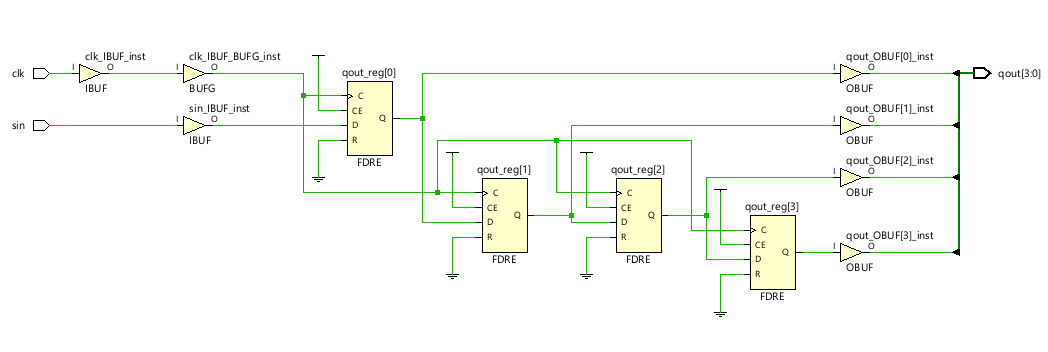 clk_IBUF_inst
clk_IBUF_BUFG_inst
qout_OBUF[0]_inst
clk
I
O
I
O
qout_reg[0]
I
O
qout[3:0]
IBUF
BUFG
C
OBUF
sin_IBUF_inst
CE
qout_OBUF[1]_inst
sin
I
O
D
Q
I
O
IBUF
R
OBUF
FDRE
qout_OBUF[2]_inst
qout_reg[1]
qout_reg[2]
I
O
C
C
OBUF
CE
CE
qout_reg[3]
D
Q
D
Q
R
R
C
qout_OBUF[3]_inst
FDRE
FDRE
CE
D
Q
I
O
R
OBUF
FDRE